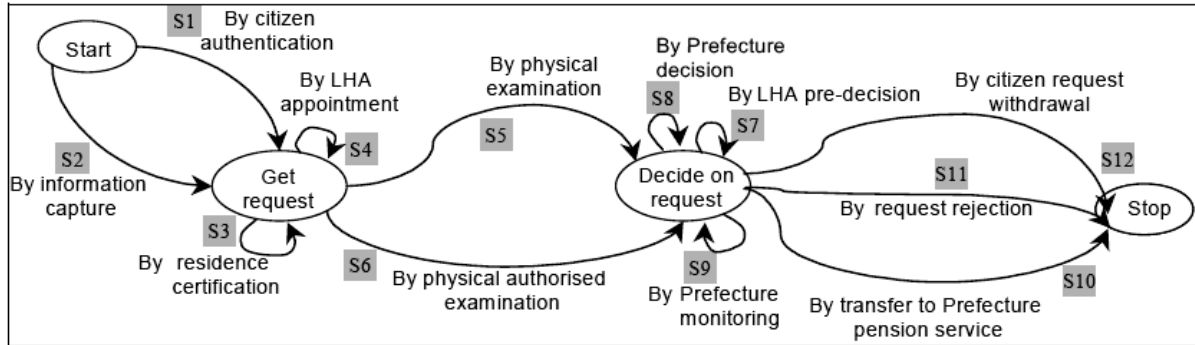 S1
By citizen
authentication
Start
By LHA
appointment
S4
S2
By information
capture
Get
request
S3
By residence
certification
By physical
examination
S5
S6
By physical authorised
examination
By Prefecture
decision
S8
By LHA pre-decision
S7
Decide on
request
S9
By Prefecture
monitoring
By citizen request
withdrawal
S12
S11
By request rejection
Stop
S10
By transfer to Prefecture
pension service